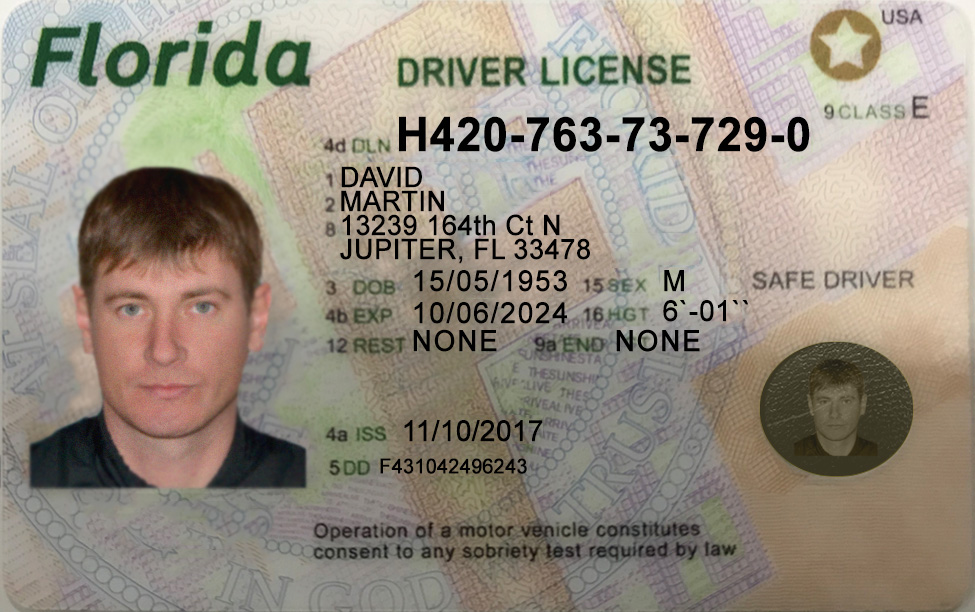 Florida
DRIVER LICENSE
USA
9 CLASS E
4d DLN H420-763-73-729-0
1 DAVID
2 MARTIN
8 13239 164th Ct N
JUPITER, FL 33478
3 DOB 15/05/1953 15 SEX M
SAFE DRIVER
4b EXP 10/06/2024 16 HGT 6`-01``
12 REST NONE 9a END NONE
4a ISS 11/10/2017
5 DD F431042496243
Operation of a motor vehicle constitutes
consent to any sobriety test required by law
IN GOD